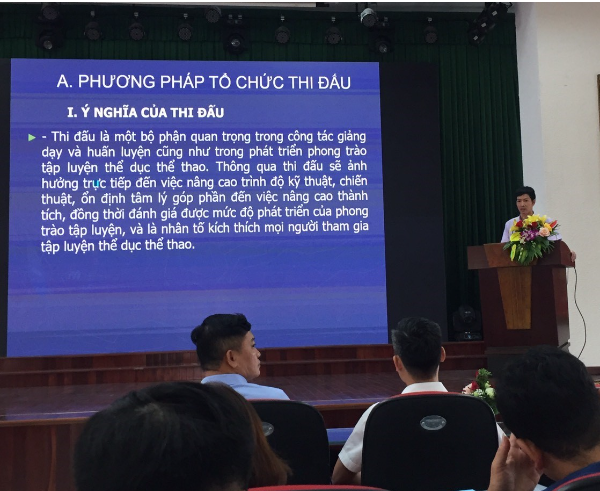 A. PHƯƠNG PHÁP TỔ CHỨC THI ĐẤU
I. Ý NGHĨA CỦA THI ĐẤU
- Thi đấu là một bộ phận quan trọng trong công tác giảng
dạy và huấn luyện cũng như trong phát triển phong trào
tập luyện thể dục thể thao. Thông qua thi đấu sẽ ảnh
hưởng trực tiếp đến việc nâng cao trình độ kỹ thuật, chiến
thuật, ổn định tâm lý góp phần đến việc nâng cao thành
tích, đồng thời đánh giá được mức độ phát triển của phong
trào tập luyện, và là nhân tố kích thích mọi người tham gia
tập luyện thể dục thể thao.